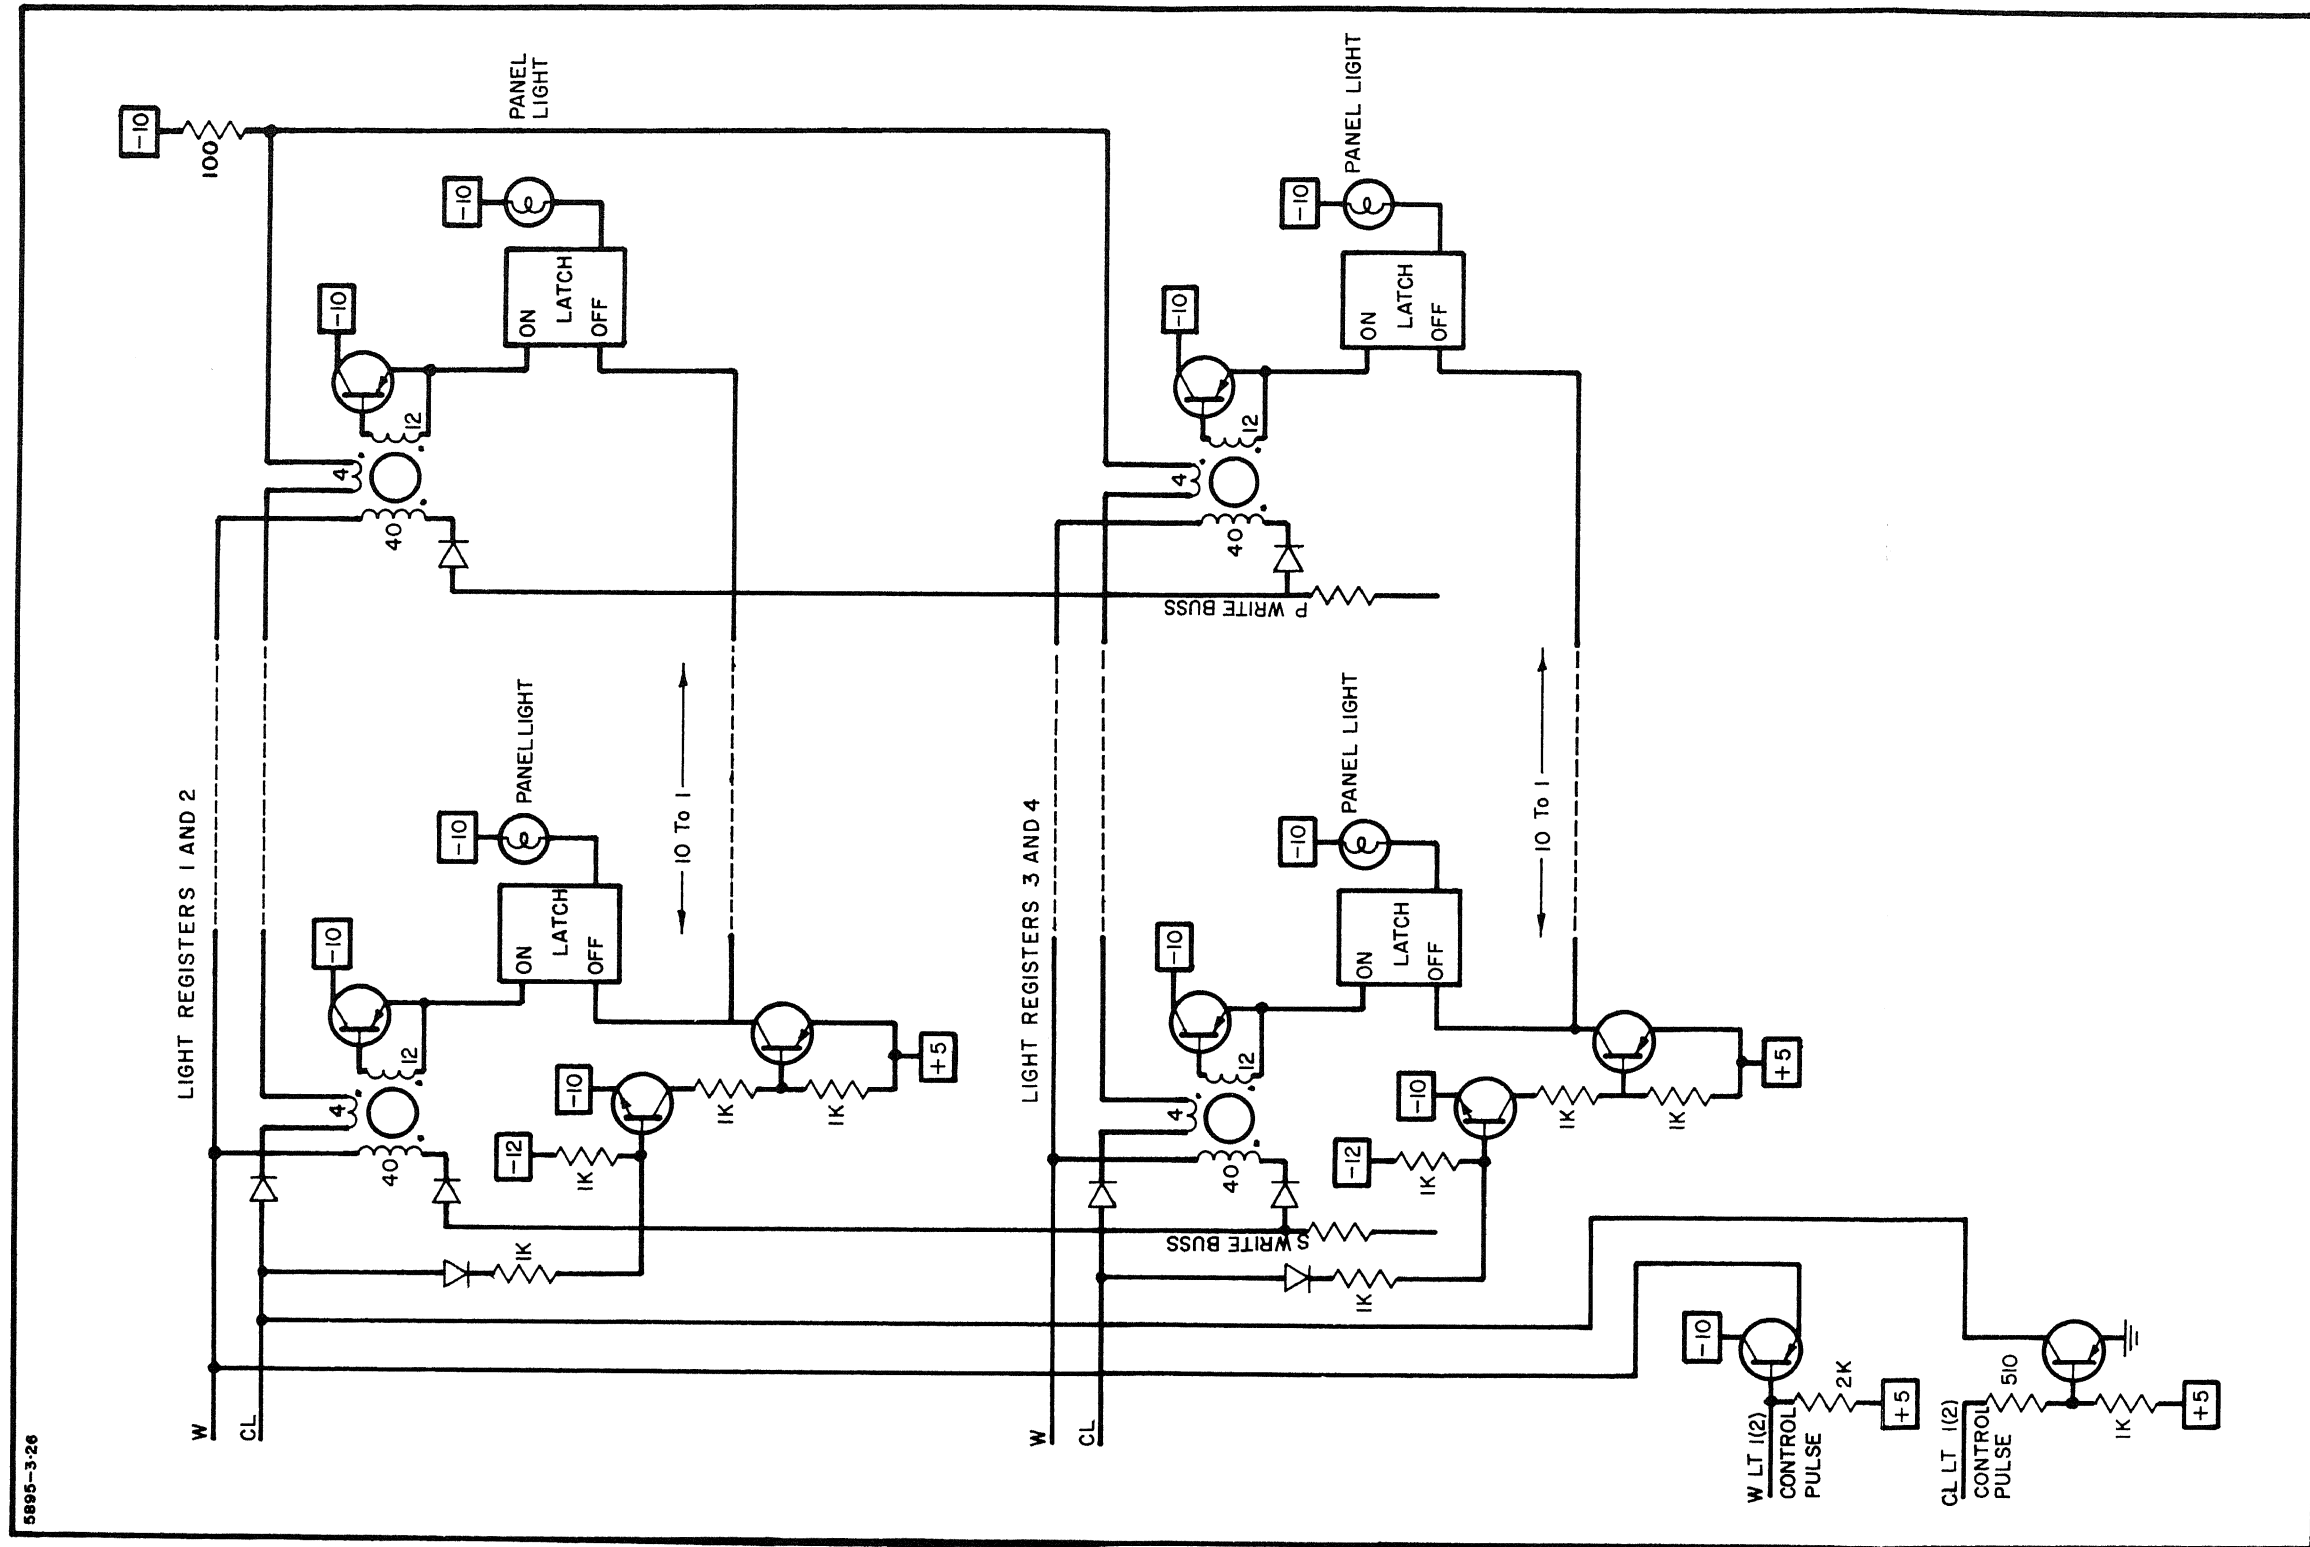 5895-3-26
LIGHT REGISTERS 1 AND 2
-10
100
PANEL
LIGHT
-10
-10
ON
LATCH
OFF
12
4
40
PANELLIGHT
-10
-10
ON
LATCH
OFF
10 To 1
12
4
40
-10
-12
1K
1K
1K
+5
1K
P WRITE BUSS
S WRITE BUSS
W
CL
LIGHT REGISTERS 3 AND 4
PANEL LIGHT
-10
-10
ON
LATCH
OFF
12
4
40
PANEL LIGHT
-10
-10
ON
LATCH
OFF
10 To 1
12
4
40
-10
-12
1K
1K
1K
+5
1K
W
CL
-10
W LT 1(2)
CONTROL
PULSE
2K
+5
CL LT 1(2)
CONTROL
PULSE
510
1K
+5